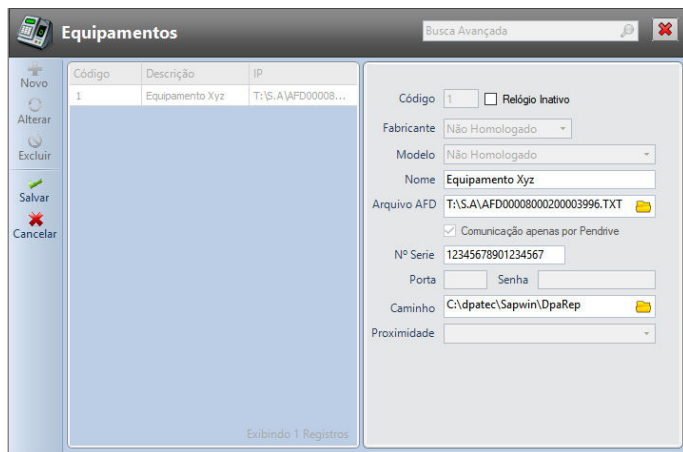 Equipamentos
Busca Avançada
Novo
Alterar
Excluir
Salvar
Cancelar
Código Descrição IP
1 Equipamento Xyz T:\S.A\AFD00008...
Exibindo 1 Registros
Código 1 Relógio Inativo
Fabricante Não Homologado
Modelo Não Homologado
Nome Equipamento Xyz
Arquivo AFD T:\S.A\AFD00008000200003996.TXT
Comunicação apenas por Pendrive
Nº Serie 12345678901234567
Porta Senha
Caminho C:\dpatec\Sapwin\DpaRep
Proximidade